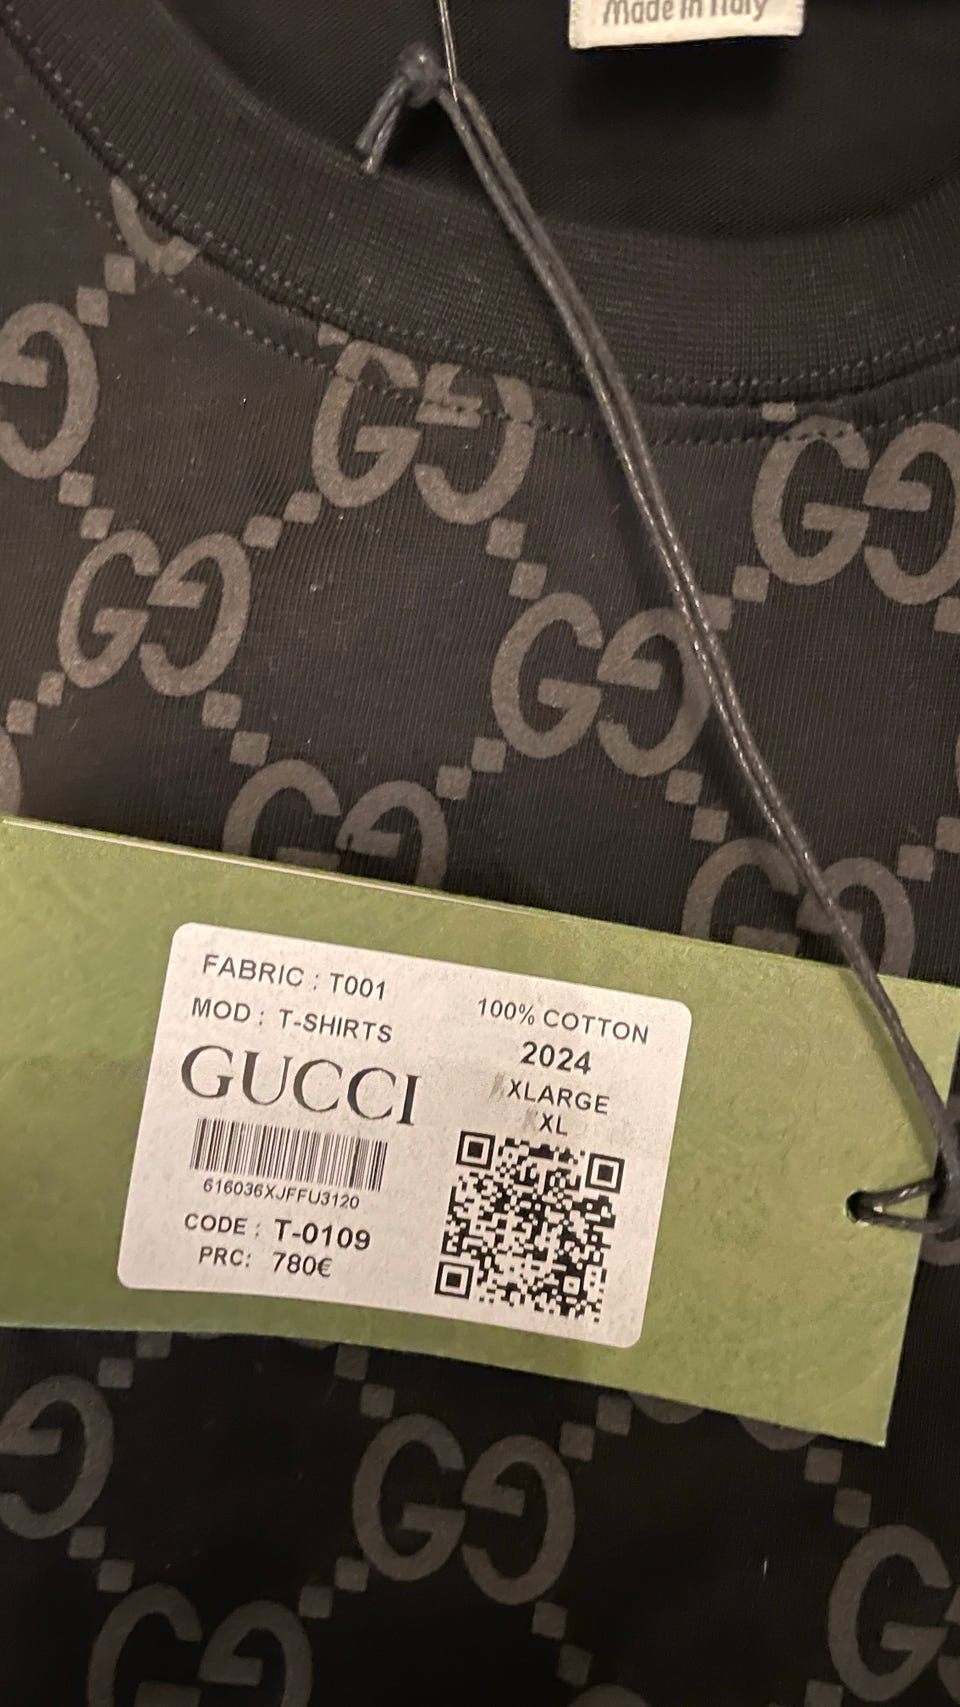 Made in Italy
FABRIC : T001
MOD : T-SHIRTS
GUCCI
616036XJFFU3120
CODE : T-0109
PRC: 780€
100% COTTON
2024
XLARGE
XL